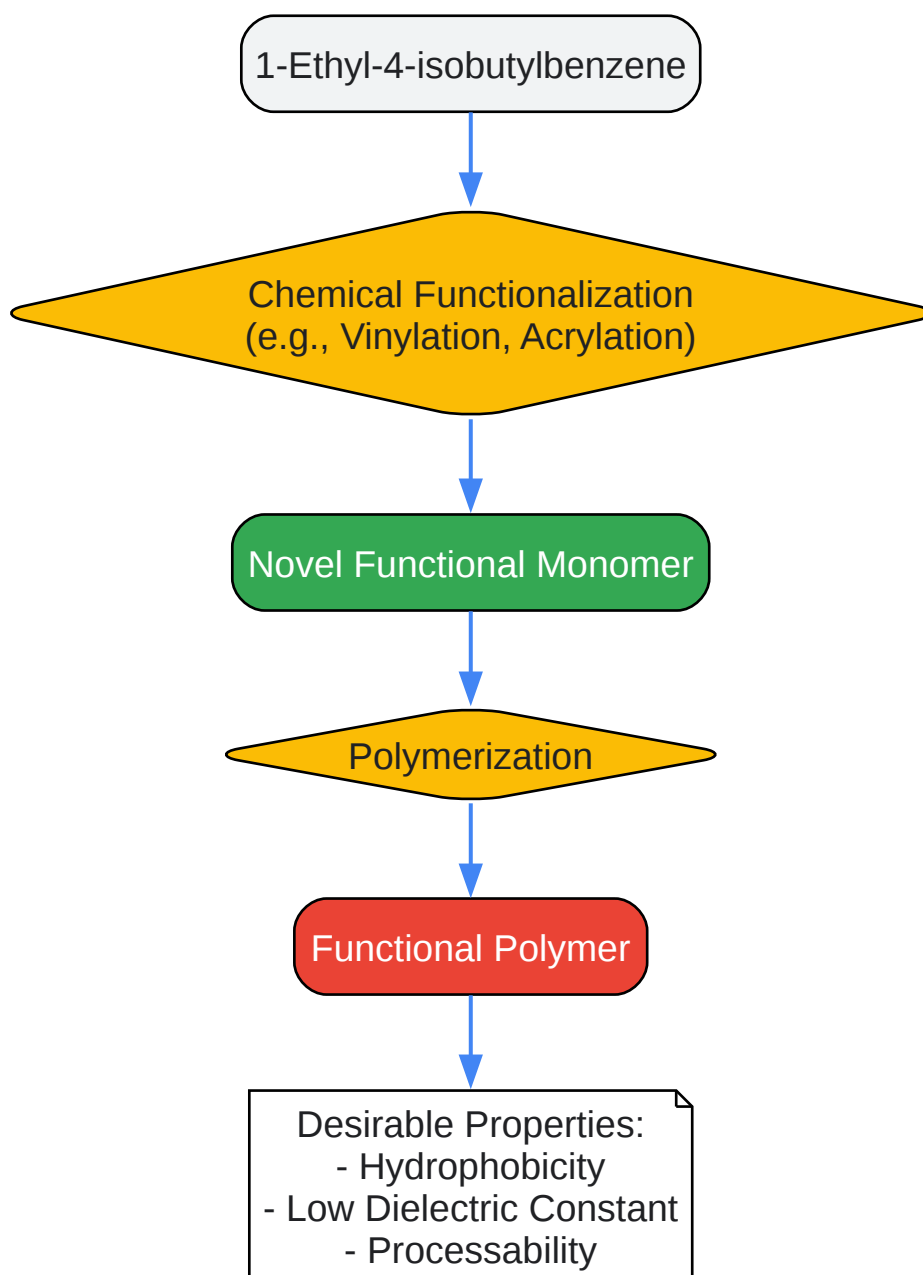 1-Ethyl-4-isobutylbenzene
Chemical Functionalization
(e.g., Vinylation, Acrylation)
Novel Functional Monomer
Polymerization
Functional Polymer
Desirable Properties:
- Hydrophobicity
- Low Dielectric Constant
- Processability